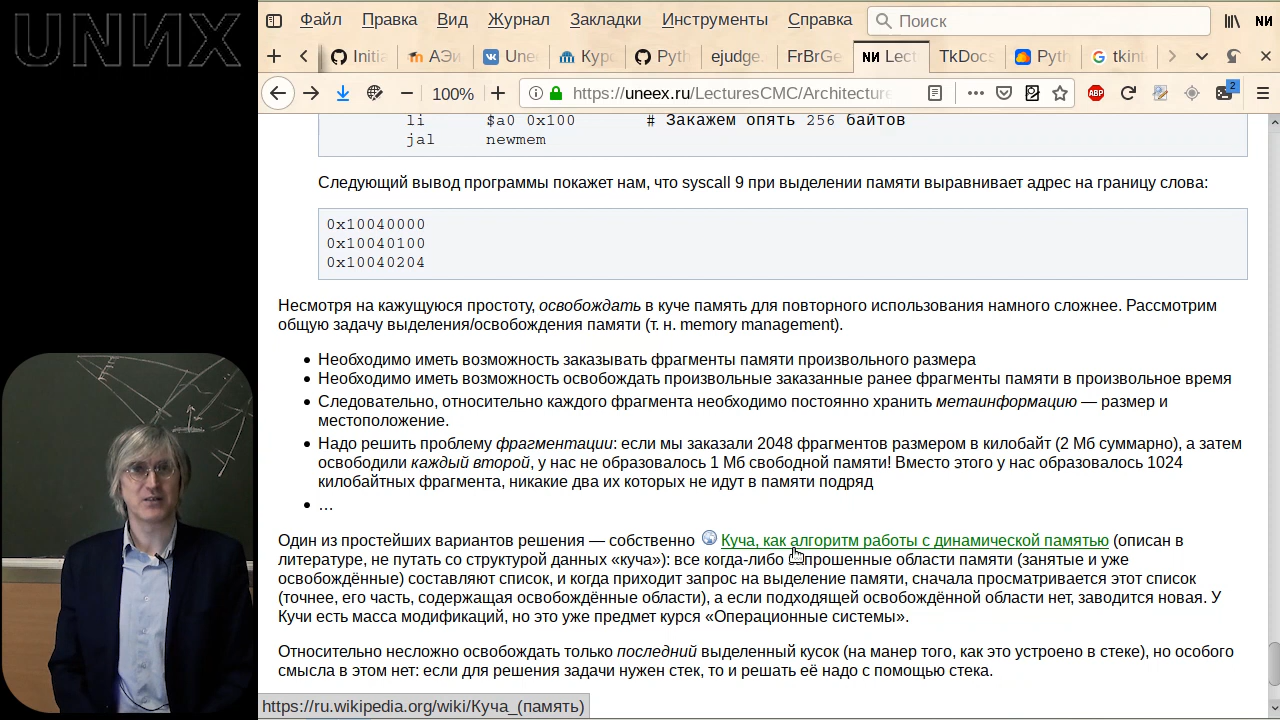 UNИX
Файл Правка Вид Журнал Закладки Инструменты Справка Поиск NИ
Initia АЭи Unee Курс Pyth ejudge. FrBrGe NИ Lect TkDocs Pyth tkint
100% https://uneex.ru/LecturesCMC/Architecture ABP 2
li $a0 0x100 # Закажем опять 256 байтов
jal newmem
Следующий вывод программы покажет нам, что syscall 9 при выделении памяти выравнивает адрес на границу слова:
0x10040000
0x10040100
0x10040204
Несмотря на кажущуюся простоту, освобождать в куче память для повторного использования намного сложнее. Рассмотрим
общую задачу выделения/освобождения памяти (т. н. memory management).
• Необходимо иметь возможность заказывать фрагменты памяти произвольного размера
• Необходимо иметь возможность освобождать произвольные заказанные ранее фрагменты памяти в произвольное время
• Следовательно, относительно каждого фрагмента необходимо постоянно хранить метаинформацию — размер и
местоположение.
• Надо решить проблему фрагментации: если мы заказали 2048 фрагментов размером в килобайт (2 Мб суммарно), а затем
освободили каждый второй, у нас не образовалось 1 Мб свободной памяти! Вместо этого у нас образовалось 1024
килобайтных фрагмента, никакие два их которых не идут в памяти подряд
• …
Один из простейших вариантов решения — собственно Куча, как алгоритм работы с динамической памятью (описан в
литературе, не путать со структурой данных «куча»): все когда-либо запрошенные области памяти (занятые и уже
освобождённые) составляют список, и когда приходит запрос на выделение памяти, сначала просматривается этот список
(точнее, его часть, содержащая освобождённые области), а если подходящей освобождённой области нет, заводится новая. У
Кучи есть масса модификаций, но это уже предмет курса «Операционные системы».
Относительно несложно освобождать только последний выделенный кусок (на манер того, как это устроено в стеке), но особого
смысла в этом нет: если для решения задачи нужен стек, то и решать её надо с помощью стека.
https://ru.wikipedia.org/wiki/Куча_(память)